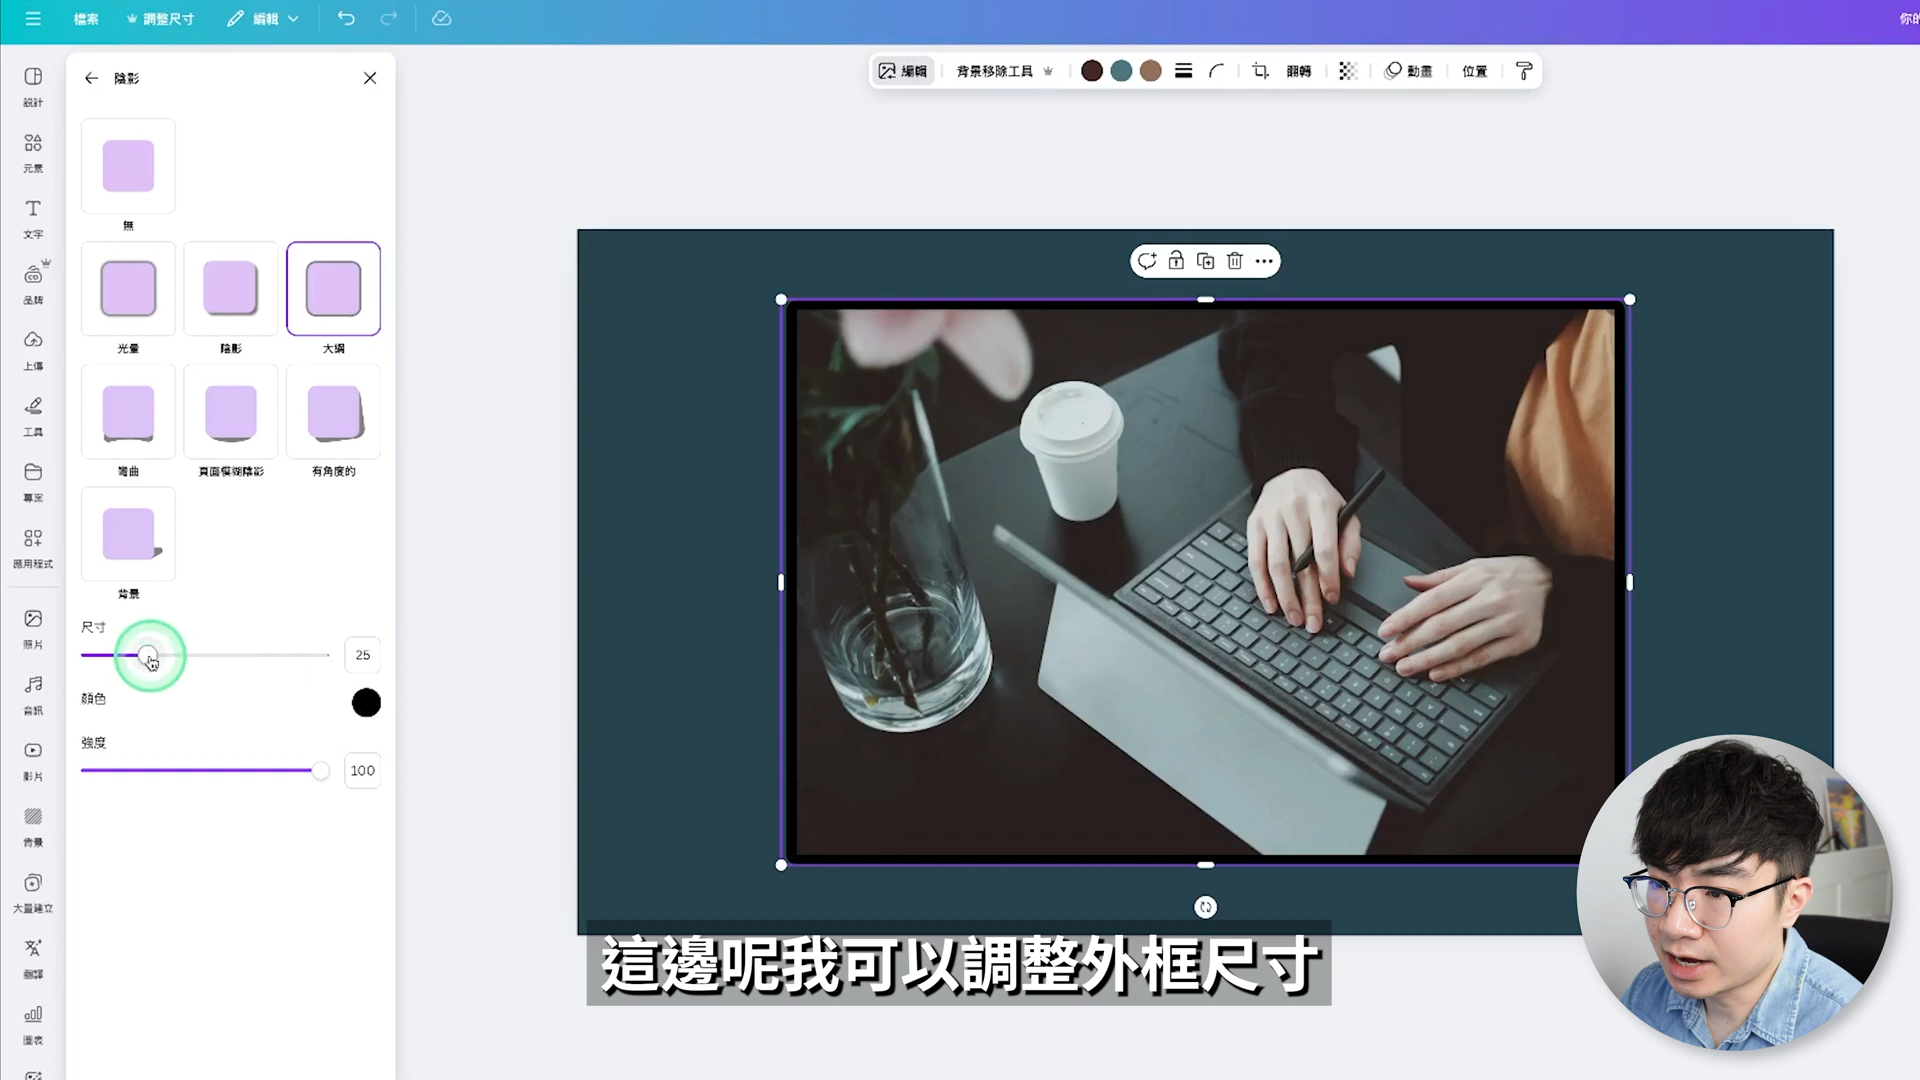 檔案
調整尺寸
編輯
你的
設計
元素
文字
品牌
上傳
工具
專案
應用程式
照片
音訊
影片
背景
大量建立
翻譯
圖表
陰影
無
光暈
陰影
大綱
彎曲
頁面模糊陰影
有角度的
背景
尺寸
25
顏色
強度
100
編輯
背景移除工具
翻轉
動畫
位置
這邊呢我可以調整外框尺寸